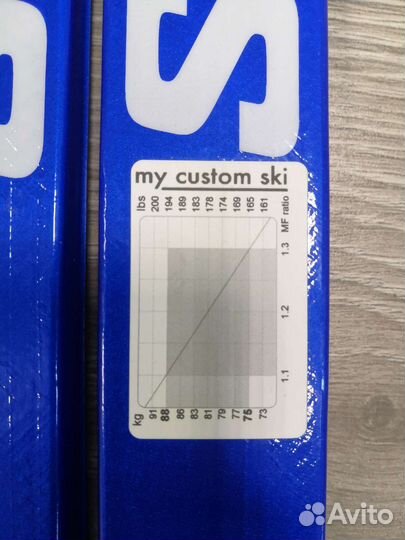 S
my custom ski
lbs 200 194 189 183 178 174 169 165 161 MF ratio
1.3
1.2
1.1
kg 91 88 86 83 81 79 77 75 73
Avito